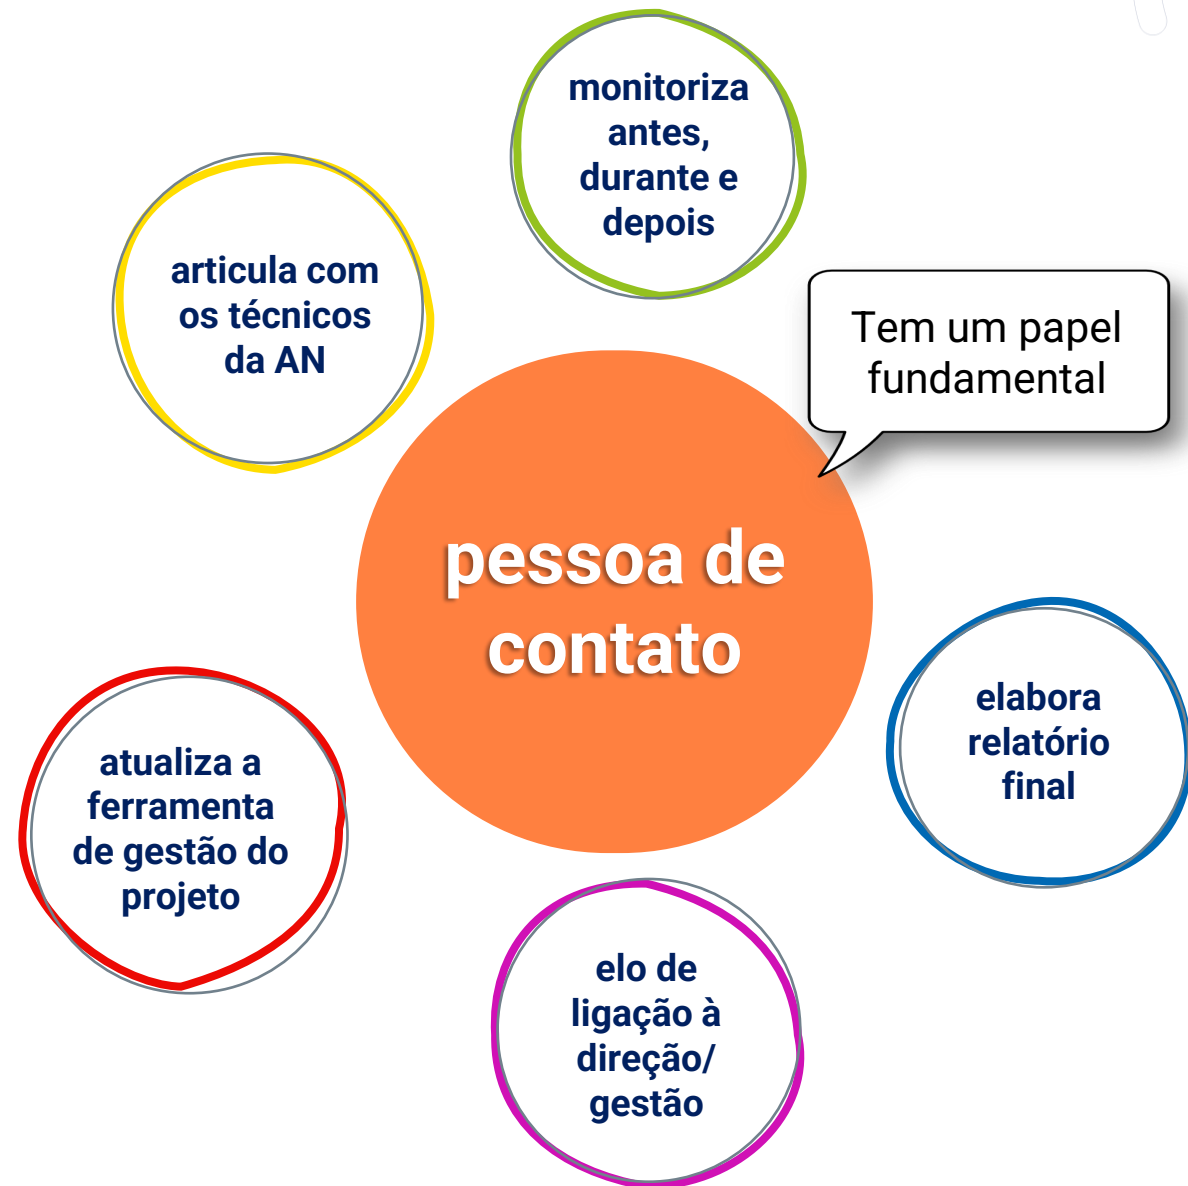 monitoriza
antes,
durante e
depois
articula com
os técnicos
da AN
Tem um papel
fundamental
pessoa de
contato
elabora
relatório
final
atualiza a
ferramenta
de gestão do
projeto
elo de
ligação à
direção/
gestão